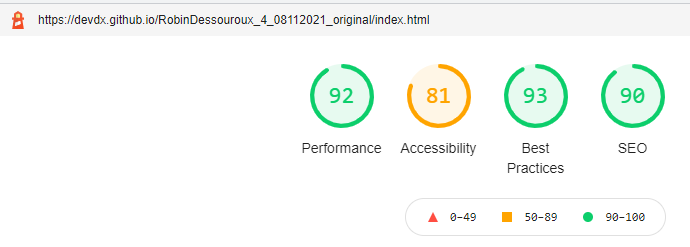 https://devdx.github.io/RobinDessouroux_4_08112021_original/index.html
92 81 93 90
Performance Accessibility Best Practices SEO
0–49 50–89 90–100